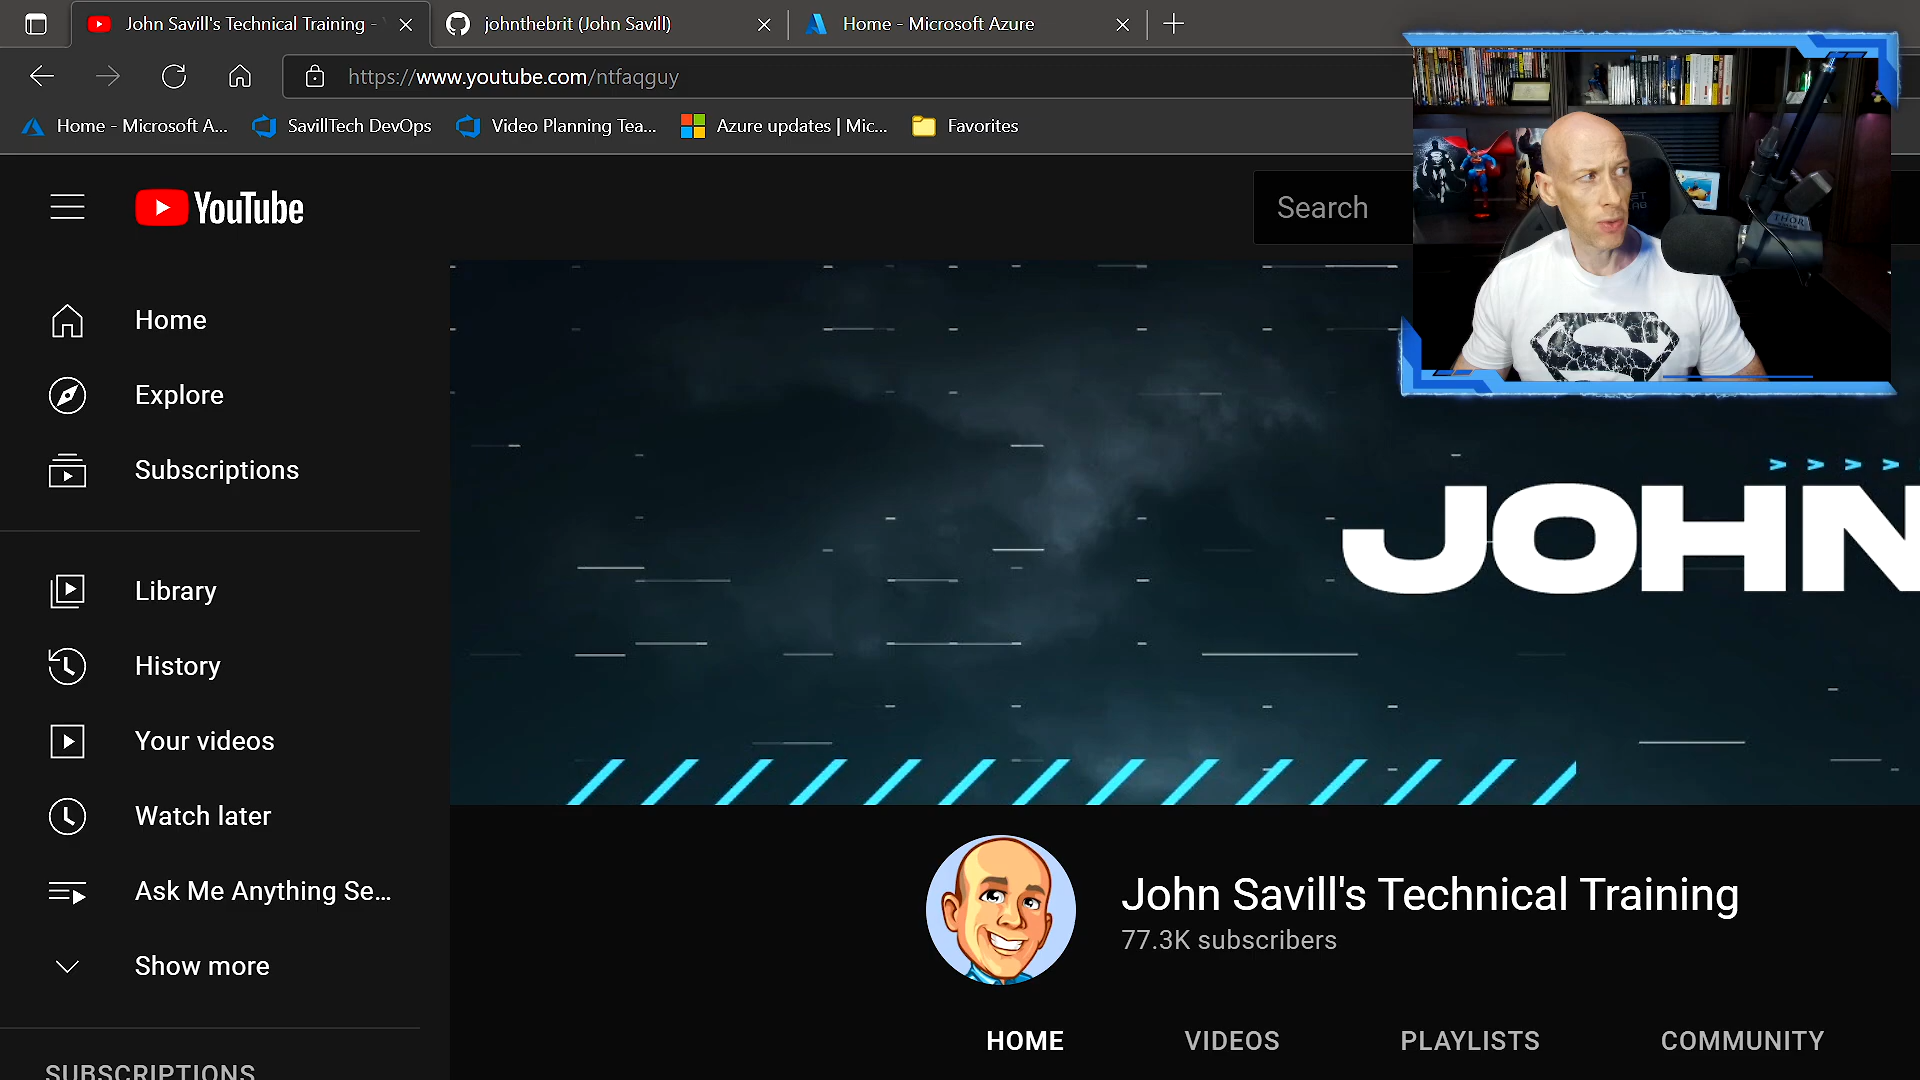 John Savill's Technical Training -
johnthebrit (John Savill)
Home - Microsoft Azure
https://www.youtube.com/ntfaqguy
Home - Microsoft A...
SavillTech DevOps
Video Planning Tea...
Azure updates | Mic...
Favorites
YouTube
Search
THOR
Home
Explore
Subscriptions
JOHN
Library
History
Your videos
Watch later
Ask Me Anything Se...
Show more
John Savill's Technical Training
77.3K subscribers
HOME
VIDEOS
PLAYLISTS
COMMUNITY
SUBSCRIPTIONS